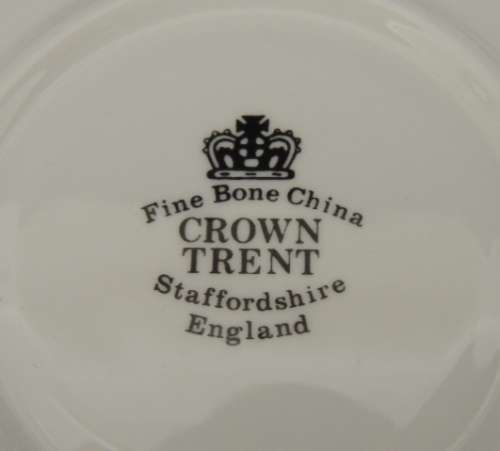 Fine Bone China
CROWN
TRENT
Staffordshire
England